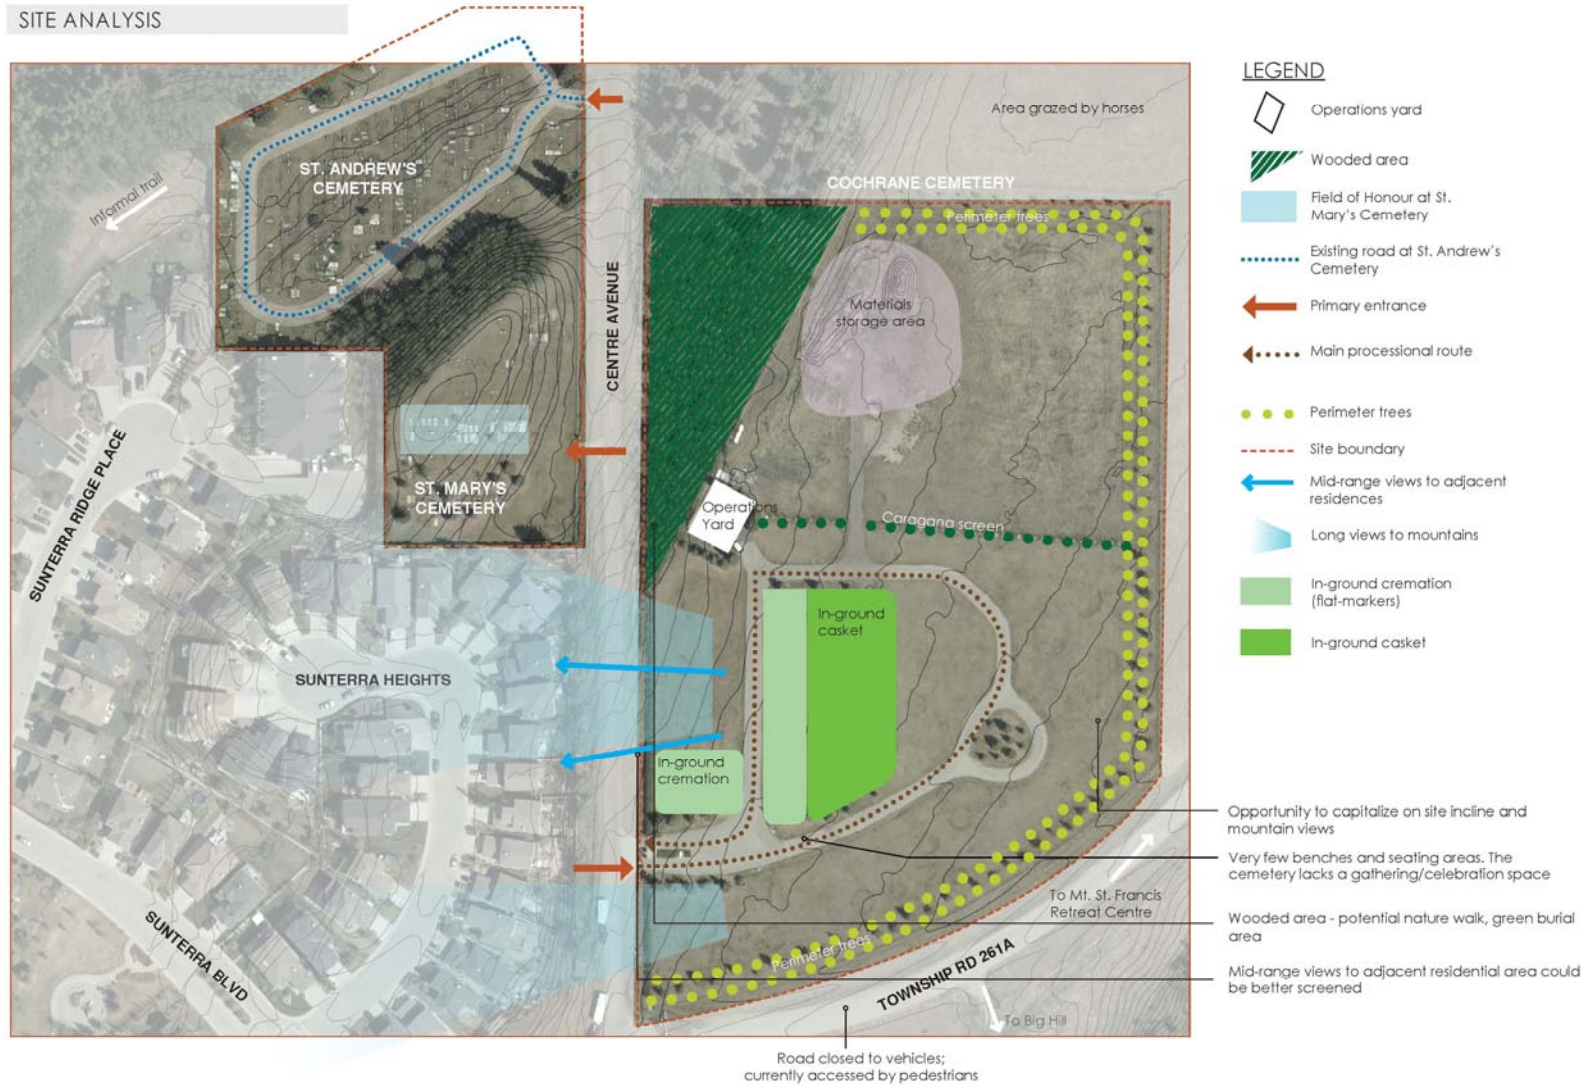 SITE ANALYSIS
Area grazed by horses
ST. ANDREW'S
CEMETERY
Informal trail
COCHRANE CEMETERY
Perimeter trees
CENTRE AVENUE
Materials
storage area
ST. MARY'S
CEMETERY
SUNTERRA RIDGE PLACE
Operations
Yard
Caragana screen
In-ground
casket
SUNTERRA HEIGHTS
In-ground
cremation
To Mt. St. Francis
Retreat Centre
SUNTERRA BLVD
Perimeter trees
TOWNSHIP RD 261A
To Big Hill
Road closed to vehicles;
currently accessed by pedestrians
LEGEND
Operations yard
Wooded area
Field of Honour at St.
Mary's Cemetery
Existing road at St. Andrew's
Cemetery
Primary entrance
Main processional route
Perimeter trees
Site boundary
Mid-range views to adjacent
residences
Long views to mountains
In-ground cremation
(flat-markers)
In-ground casket
Opportunity to capitalize on site incline and
mountain views
Very few benches and seating areas. The
cemetery lacks a gathering/celebration space
Wooded area - potential nature walk, green burial
area
Mid-range views to adjacent residential area could
be better screened